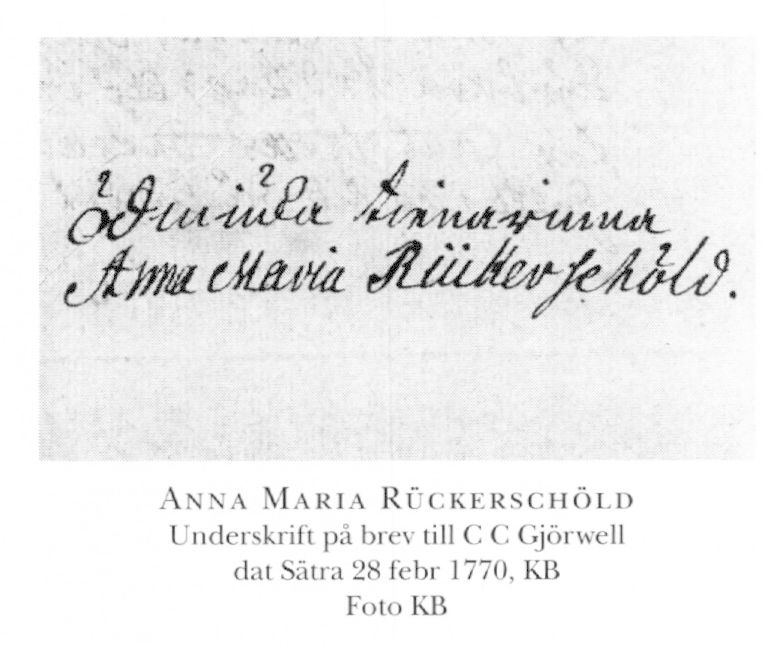 ödmiuka tienarinna
Anna Maria Rückerschöld.
ANNA MARIA RÜCKERSCHÖLD
Underskrift på brev till C C Gjörwell
dat Sätra 28 febr 1770, KB
Foto KB